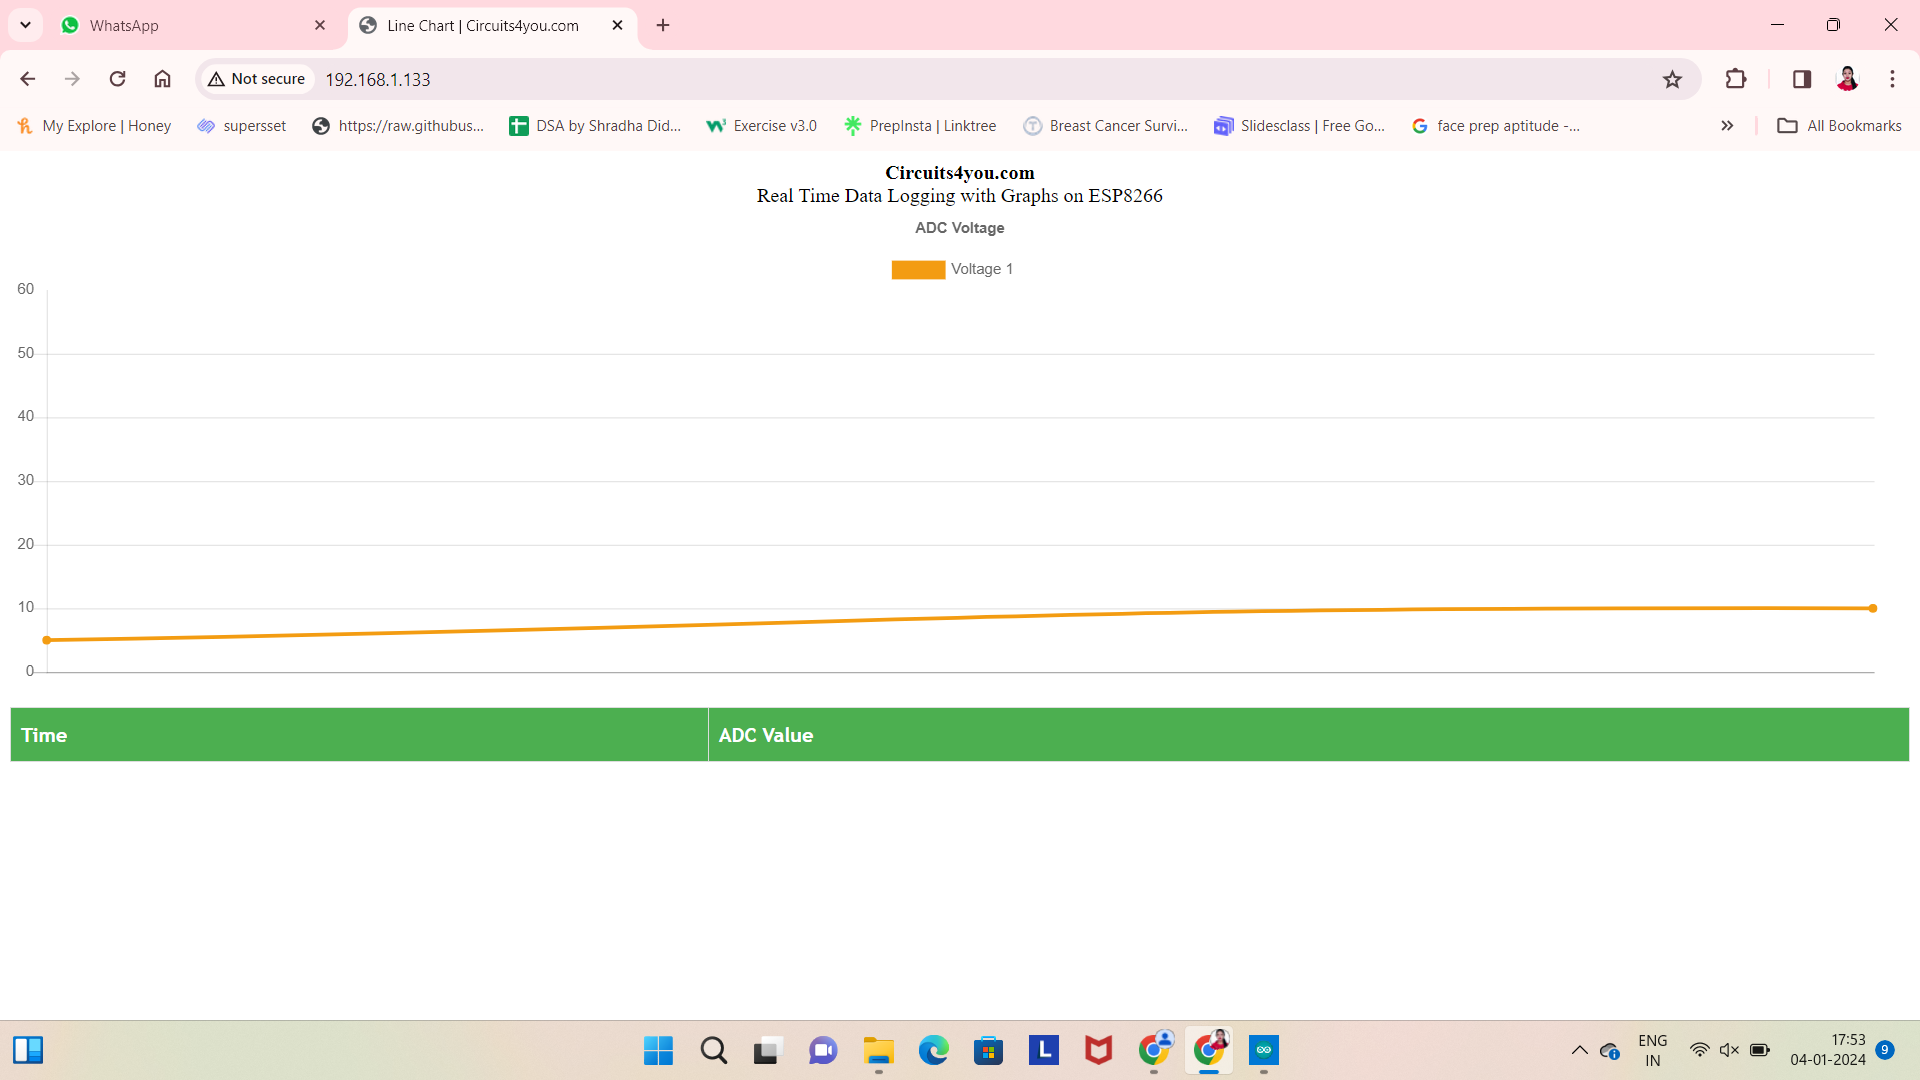 WhatsApp
Line Chart | Circuits4you.com
Not secure
192.168.1.133
My Explore | Honey
supersset
https://raw.githubus...
DSA by Shradha Did...
Exercise v3.0
PrepInsta | Linktree
Breast Cancer Survi...
Slidesclass | Free Go...
face prep aptitude -...
All Bookmarks
Circuits4you.com
Real Time Data Logging with Graphs on ESP8266
ADC Voltage
Voltage 1
60
50
40
30
20
10
0
Time
ADC Value
L
ENG
IN
17:53
04-01-2024
9